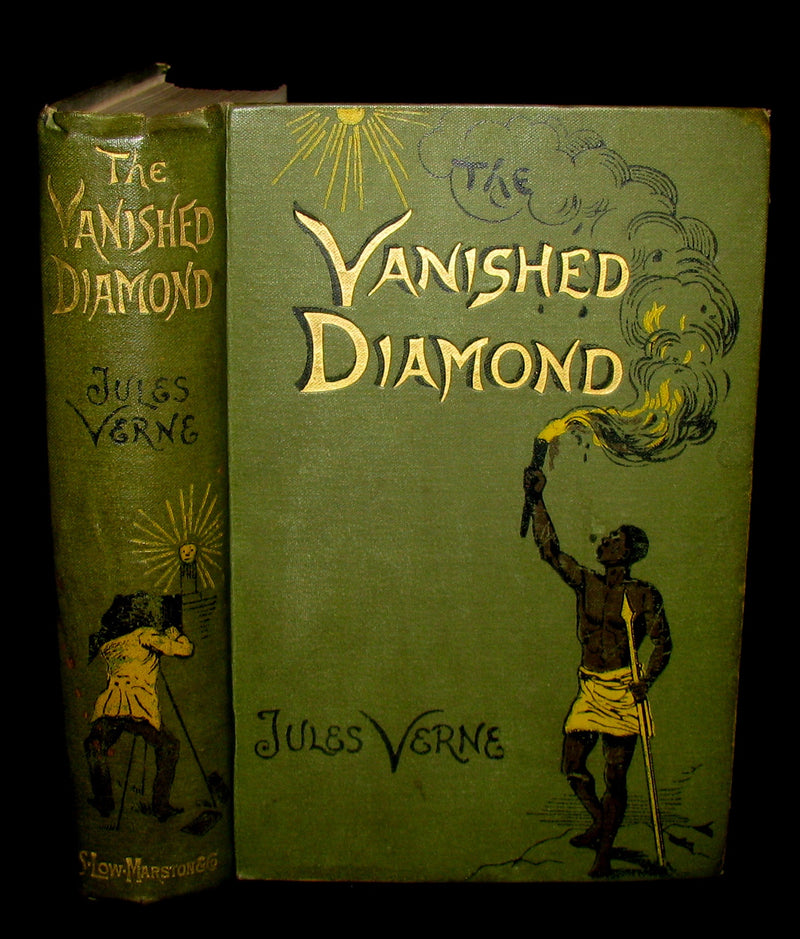 The
VANISHED
DIAMOND
JULES
VERNE
S. LOW. MARSTON & Co
The
VANISHED
DIAMOND
JULES VERNE